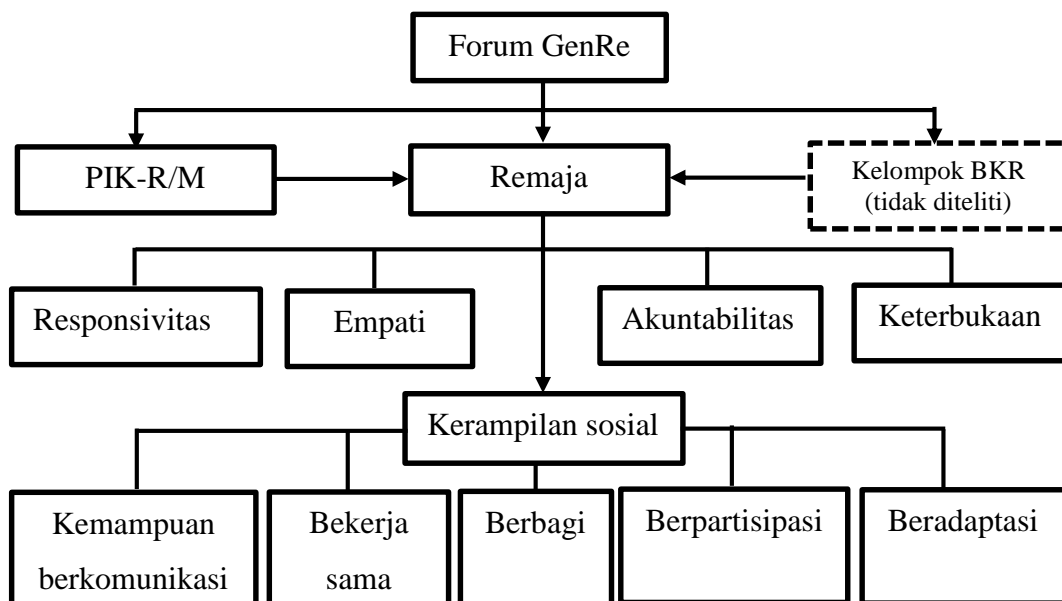 Forum GenRe
PIK-R/M
Remaja
Kelompok BKR
(tidak diteliti)
Responsivitas
Empati
Akuntabilitas
Keterbukaan
Kerampilan sosial
Kemampuan
berkomunikasi
Bekerja
sama
Berbagi
Berpartisipasi
Beradaptasi